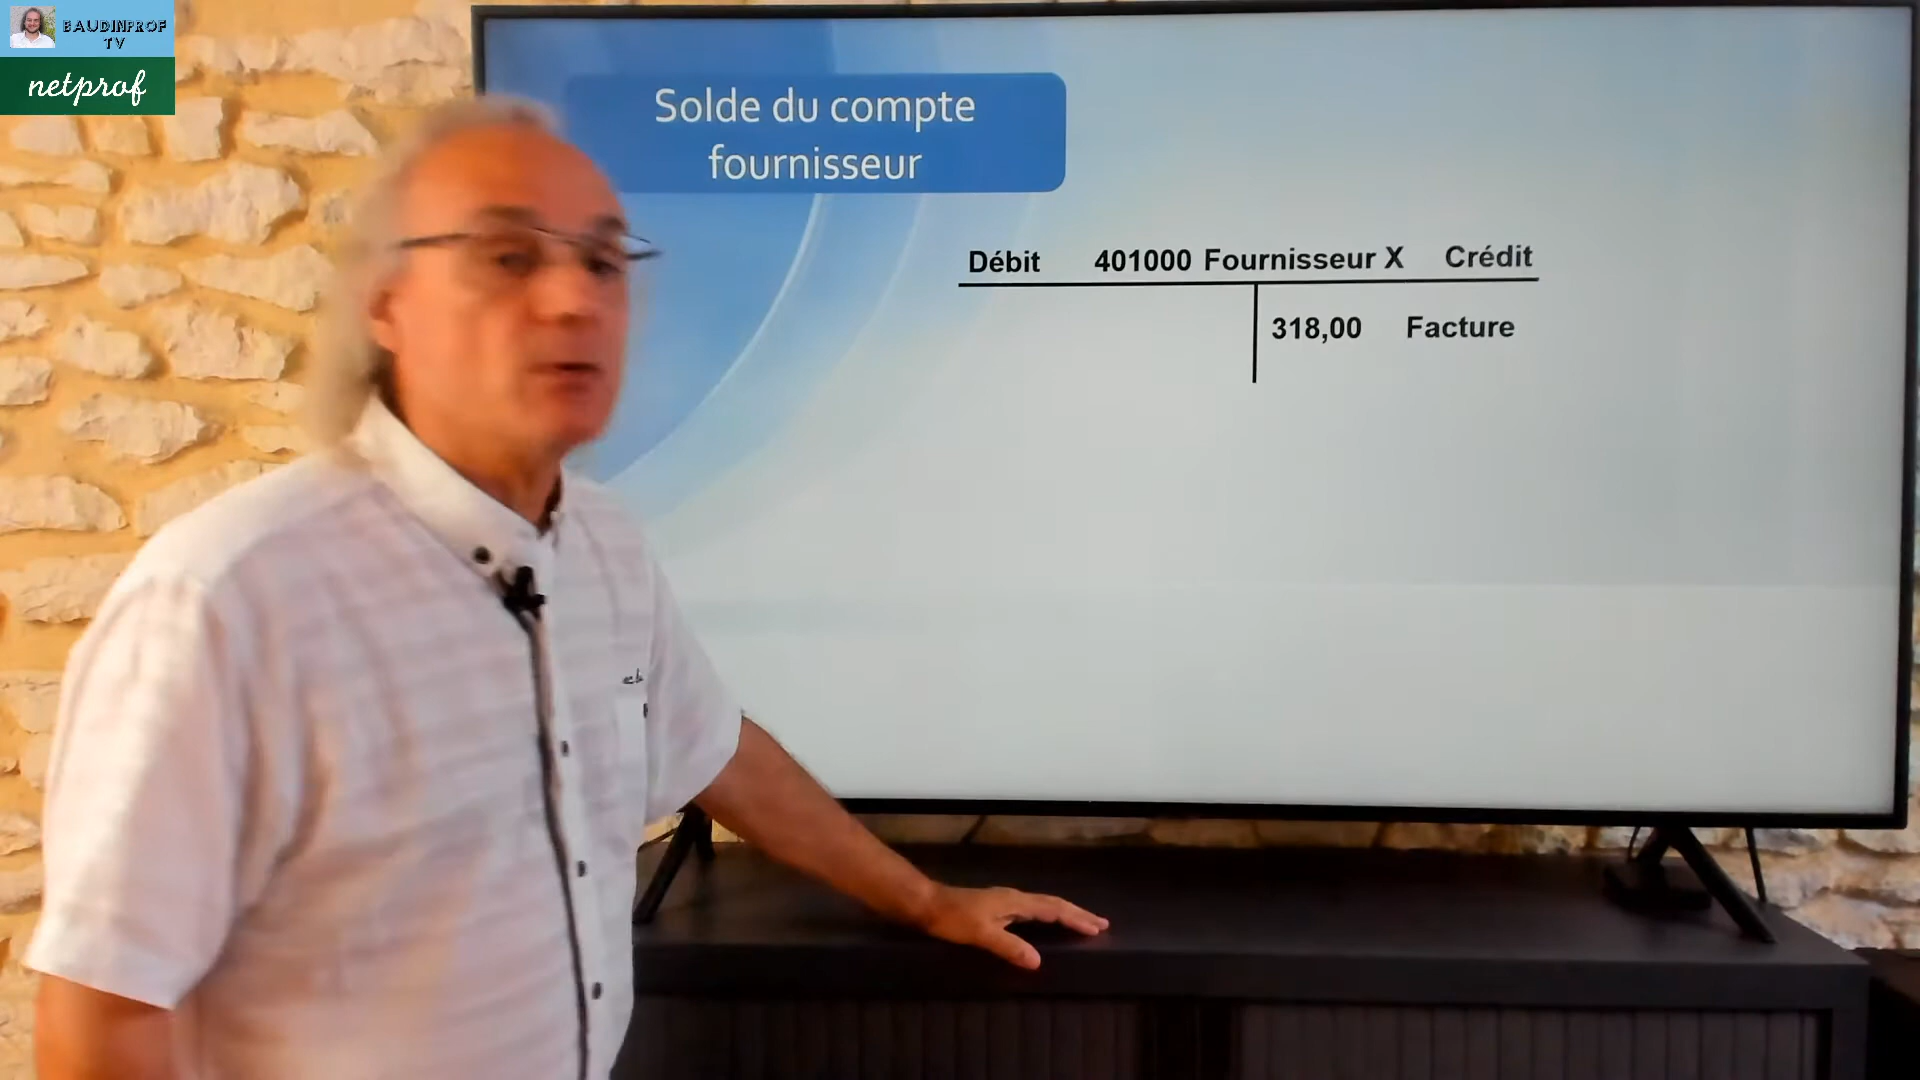 BAUDINPROF
TV
netprof
Solde du compte
fournisseur
Débit 401000 Fournisseur X Crédit
318,00 Facture